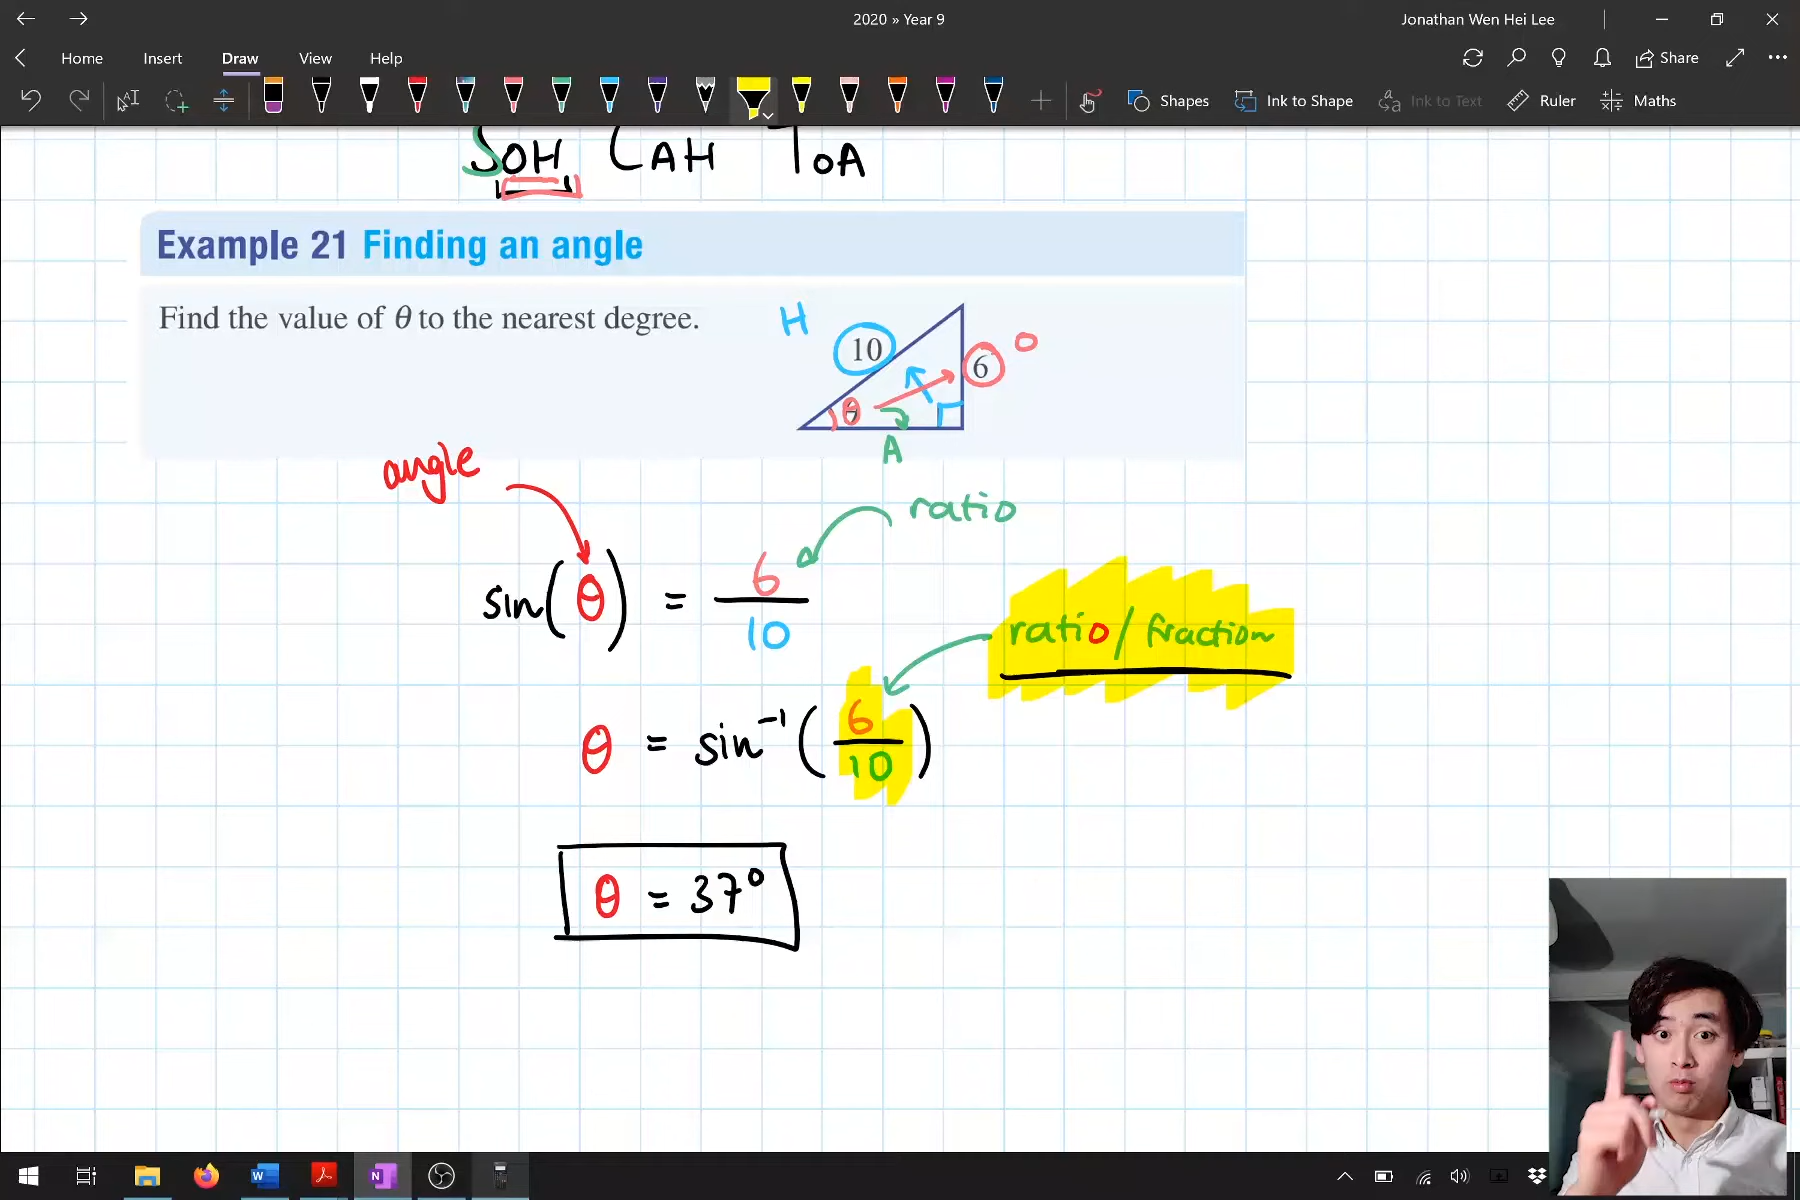 2020 » Year 9
Jonathan Wen Hei Lee
Home Insert Draw View Help
Share
Shapes Ink to Shape Ink to Text Ruler Maths
SOH CAH TOA
Example 21 Finding an angle
Find the value of θ to the nearest degree.
H
10
6
O
θ
A
angle
ratio
sin(θ) = 6/10
ratio/fraction
θ = sin⁻¹(6/10)
θ = 37°